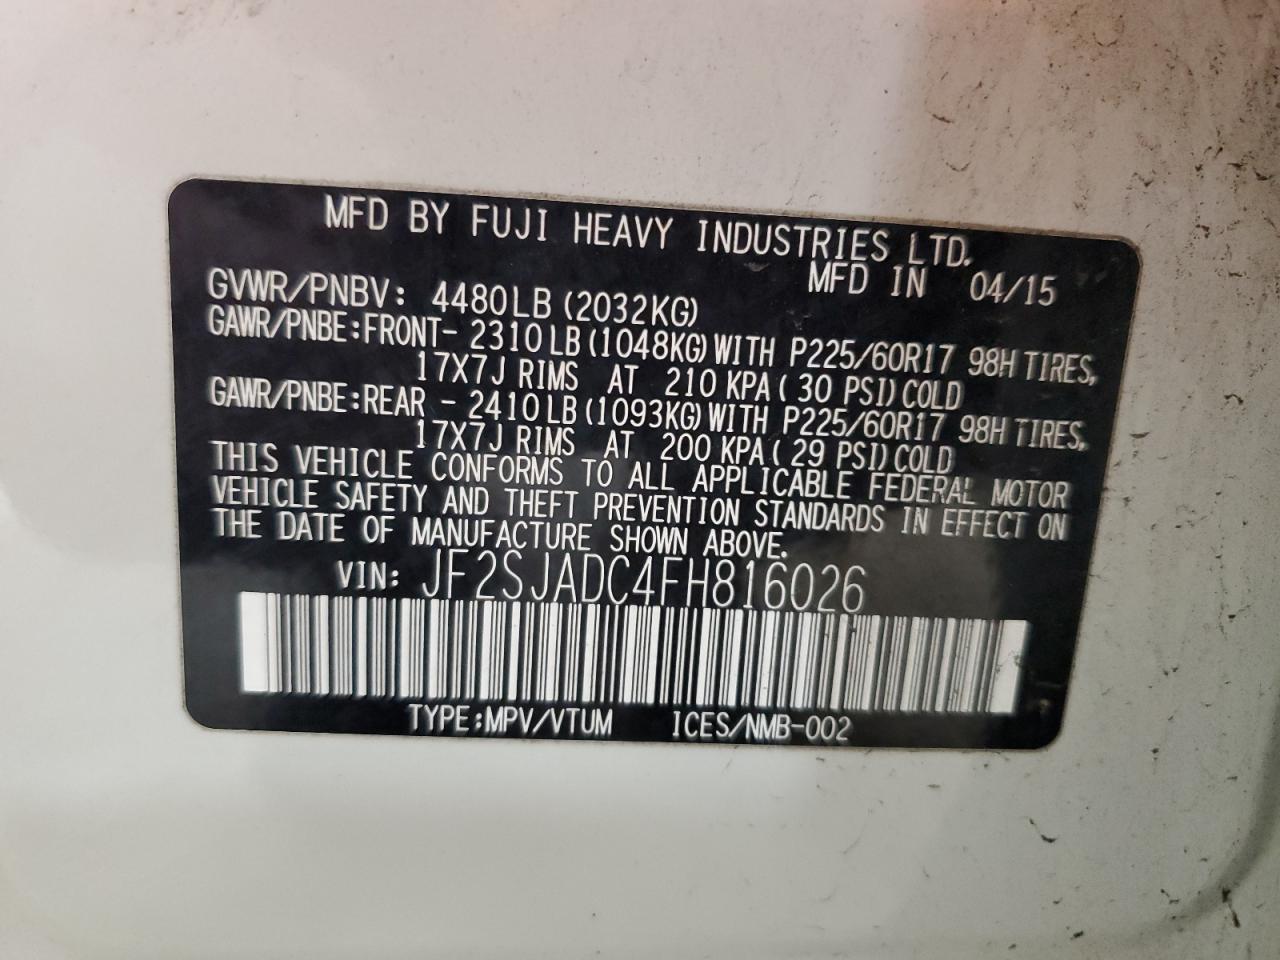 MFD BY FUJI HEAVY INDUSTRIES LTD.
MFD IN 04/15
GVWR/PNBV: 4480LB (2032KG)
GAWR/PNBE:FRONT- 2310LB (1048KG) WITH P225/60R17 98H TIRES,
17X7J RIMS AT 210 KPA ( 30 PSI) COLD
GAWR/PNBE:REAR - 2410LB (1093KG) WITH P225/60R17 98H TIRES,
17X7J RIMS AT 200 KPA ( 29 PSI) COLD
THIS VEHICLE CONFORMS TO ALL APPLICABLE FEDERAL MOTOR
VEHICLE SAFETY AND THEFT PREVENTION STANDARDS IN EFFECT ON
THE DATE OF MANUFACTURE SHOWN ABOVE.
VIN: JF2SJADC4FH816026
TYPE:MPV/VTUM ICES/NMB-002